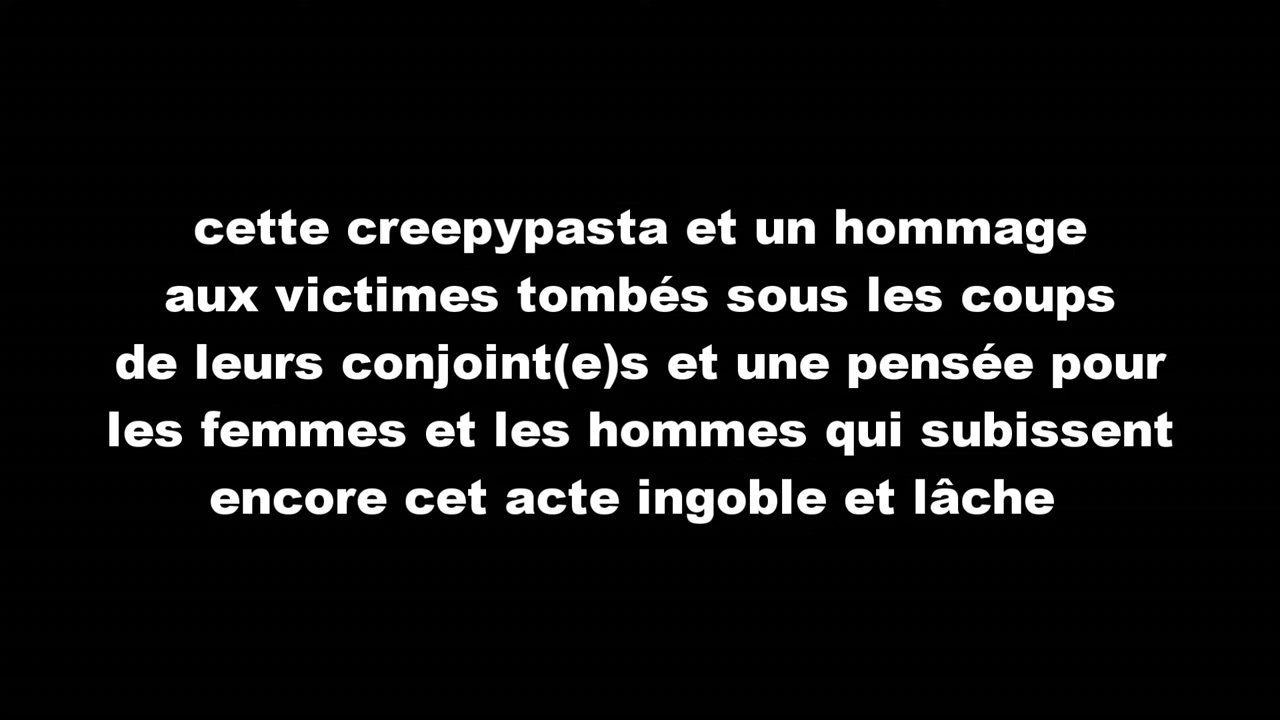 cette creepypasta et un hommage
aux victimes tombés sous les coups
de leurs conjoint(e)s et une pensée pour
les femmes et les hommes qui subissent
encore cet acte ingoble et lâche